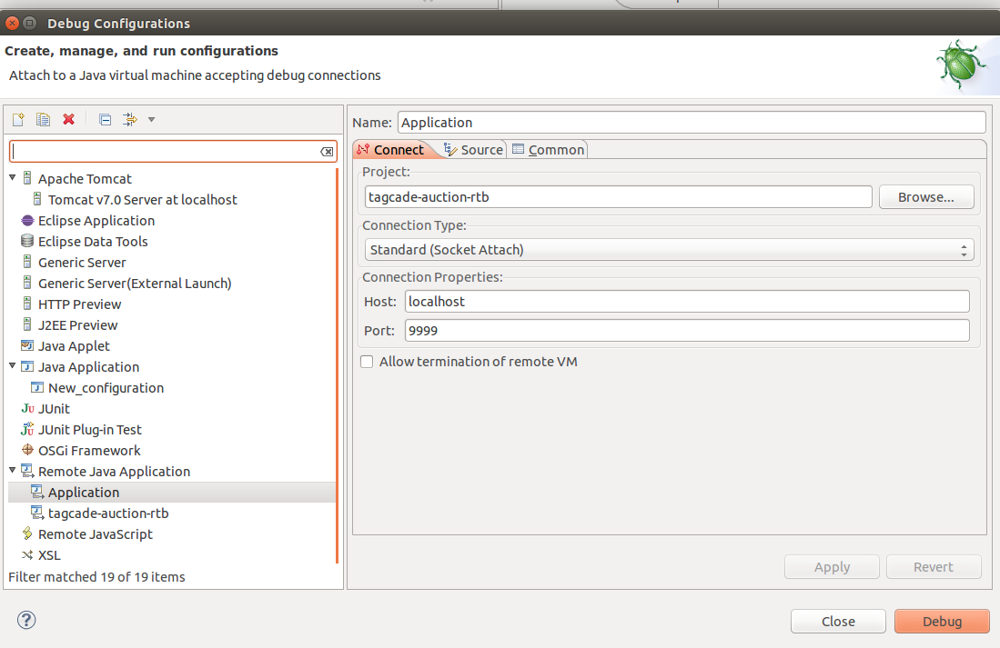 Debug Configurations
Create, manage, and run configurations
Attach to a Java virtual machine accepting debug connections
Apache Tomcat
Tomcat v7.0 Server at localhost
Eclipse Application
Eclipse Data Tools
Generic Server
Generic Server(External Launch)
HTTP Preview
J2EE Preview
Java Applet
Java Application
New_configuration
JUnit
JUnit Plug-in Test
OSGi Framework
Remote Java Application
Application
tagcade-auction-rtb
Remote JavaScript
XSL
Filter matched 19 of 19 items
Name: Application
Connect Source Common
Project:
tagcade-auction-rtb Browse...
Connection Type:
Standard (Socket Attach)
Connection Properties:
Host: localhost
Port: 9999
Allow termination of remote VM
Apply Revert
? Close Debug